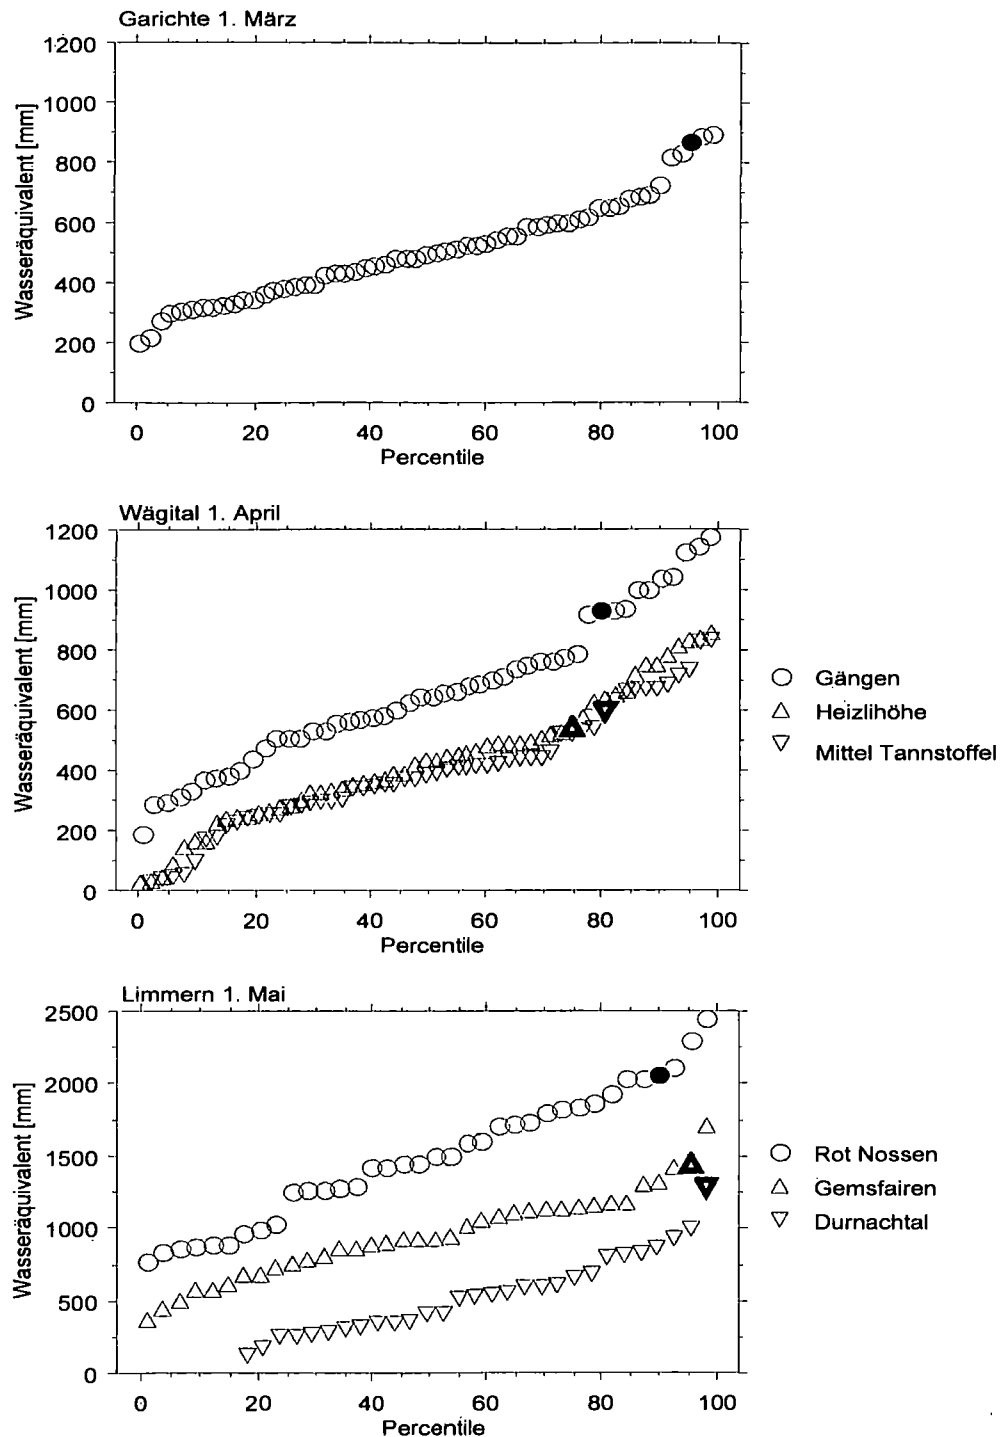 Garichte 1. März
1200
1000
800
600
400
200
0
Wasseräquivalent [mm]
0 20 40 60 80 100
Percentile
Wägital 1. April
1200
1000
800
600
400
200
0
Wasseräquivalent [mm]
0 20 40 60 80 100
Percentile
Gängen
Heizlihöhe
Mittel Tannstoffel
Limmern 1. Mai
2500
2000
1500
1000
500
0
Wasseräquivalent [mm]
0 20 40 60 80 100
Percentile
Rot Nossen
Gemsfairen
Durnachtal